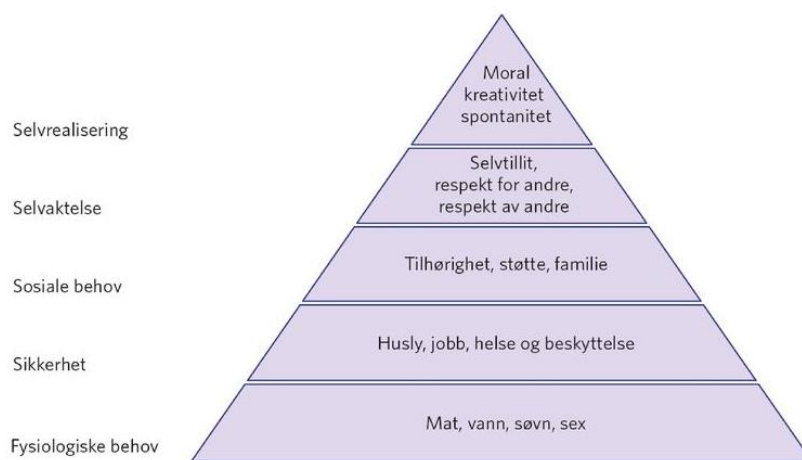 Moral
kreativitet
spontanitet
Selvrealisering
Selvtillit,
respekt for andre,
respekt av andre
Selvaktelse
Tilhørighet, støtte, familie
Sosiale behov
Husly, jobb, helse og beskyttelse
Sikkerhet
Mat, vann, søvn, sex
Fysiologiske behov